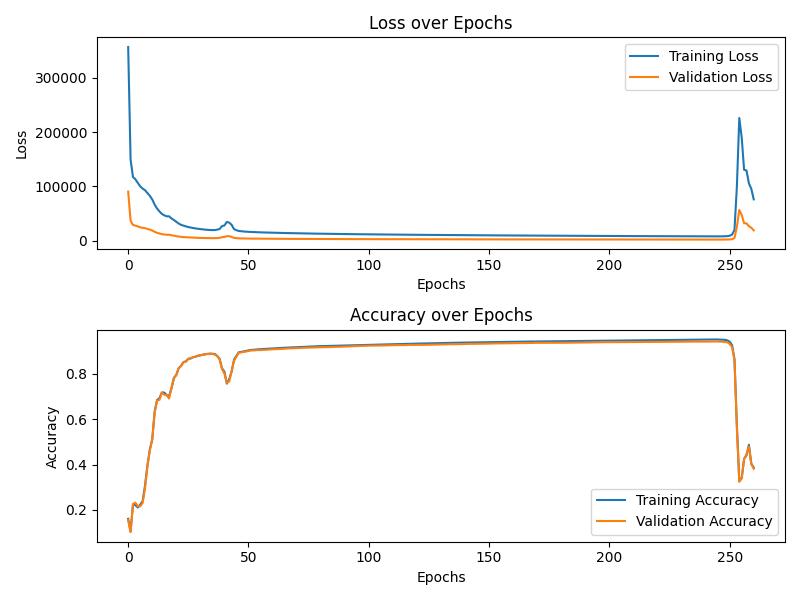 Loss over Epochs
Training Loss
Validation Loss
300000
200000
100000
0
Loss
0 50 100 150 200 250
Epochs
Accuracy over Epochs
0.8
0.6
0.4
0.2
Accuracy
Training Accuracy
Validation Accuracy
0 50 100 150 200 250
Epochs